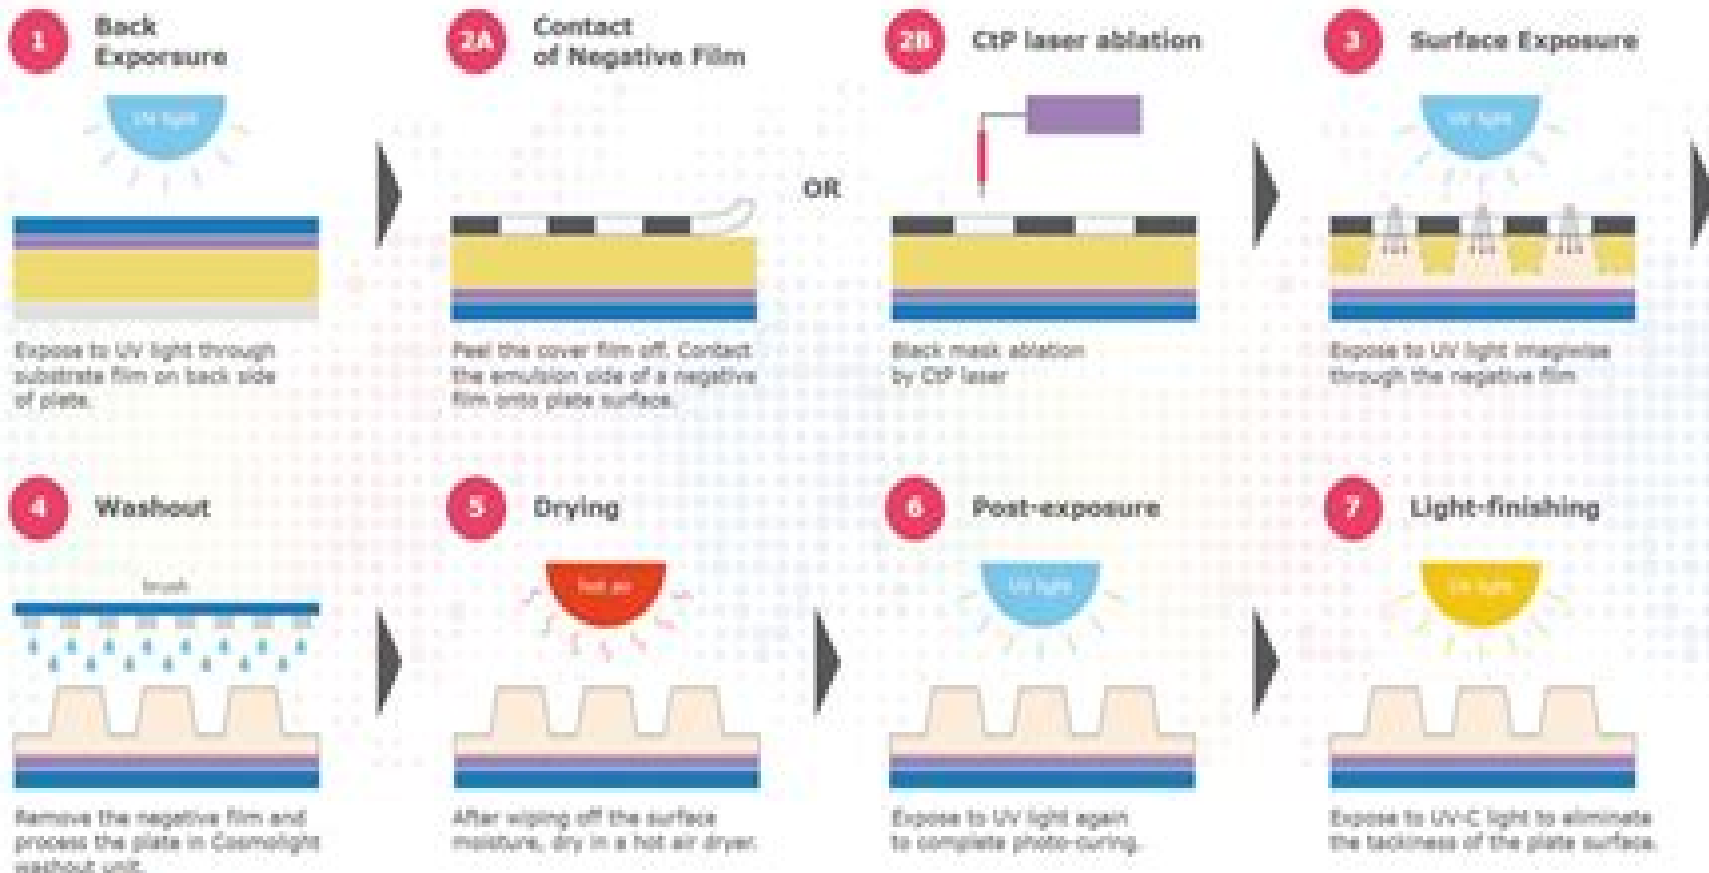 1
Back
Exporsure
UV light
Expose to UV light through
substrate film on back side
of plate.
2A
Contact
of Negative Film
Peel the cover film off. Contact
the emulsion side of a negative
film onto plate surface.
OR
2B
CtP laser ablation
Black mask ablation
by CtP laser
3
Surface Exposure
UV light
Expose to UV light imagiwise
through the negative film
4
Washout
brush
Remove the negative film and
process the plate in Cosmolight
washout unit.
5
Drying
hot air
After wiping off the surface
moisture, dry in a hot air dryer.
6
Post-exposure
UV light
Expose to UV light again
to complete photo-curing.
7
Light-finishing
UV light
Expose to UV-C light to eliminate
the tackiness of the plate surface.